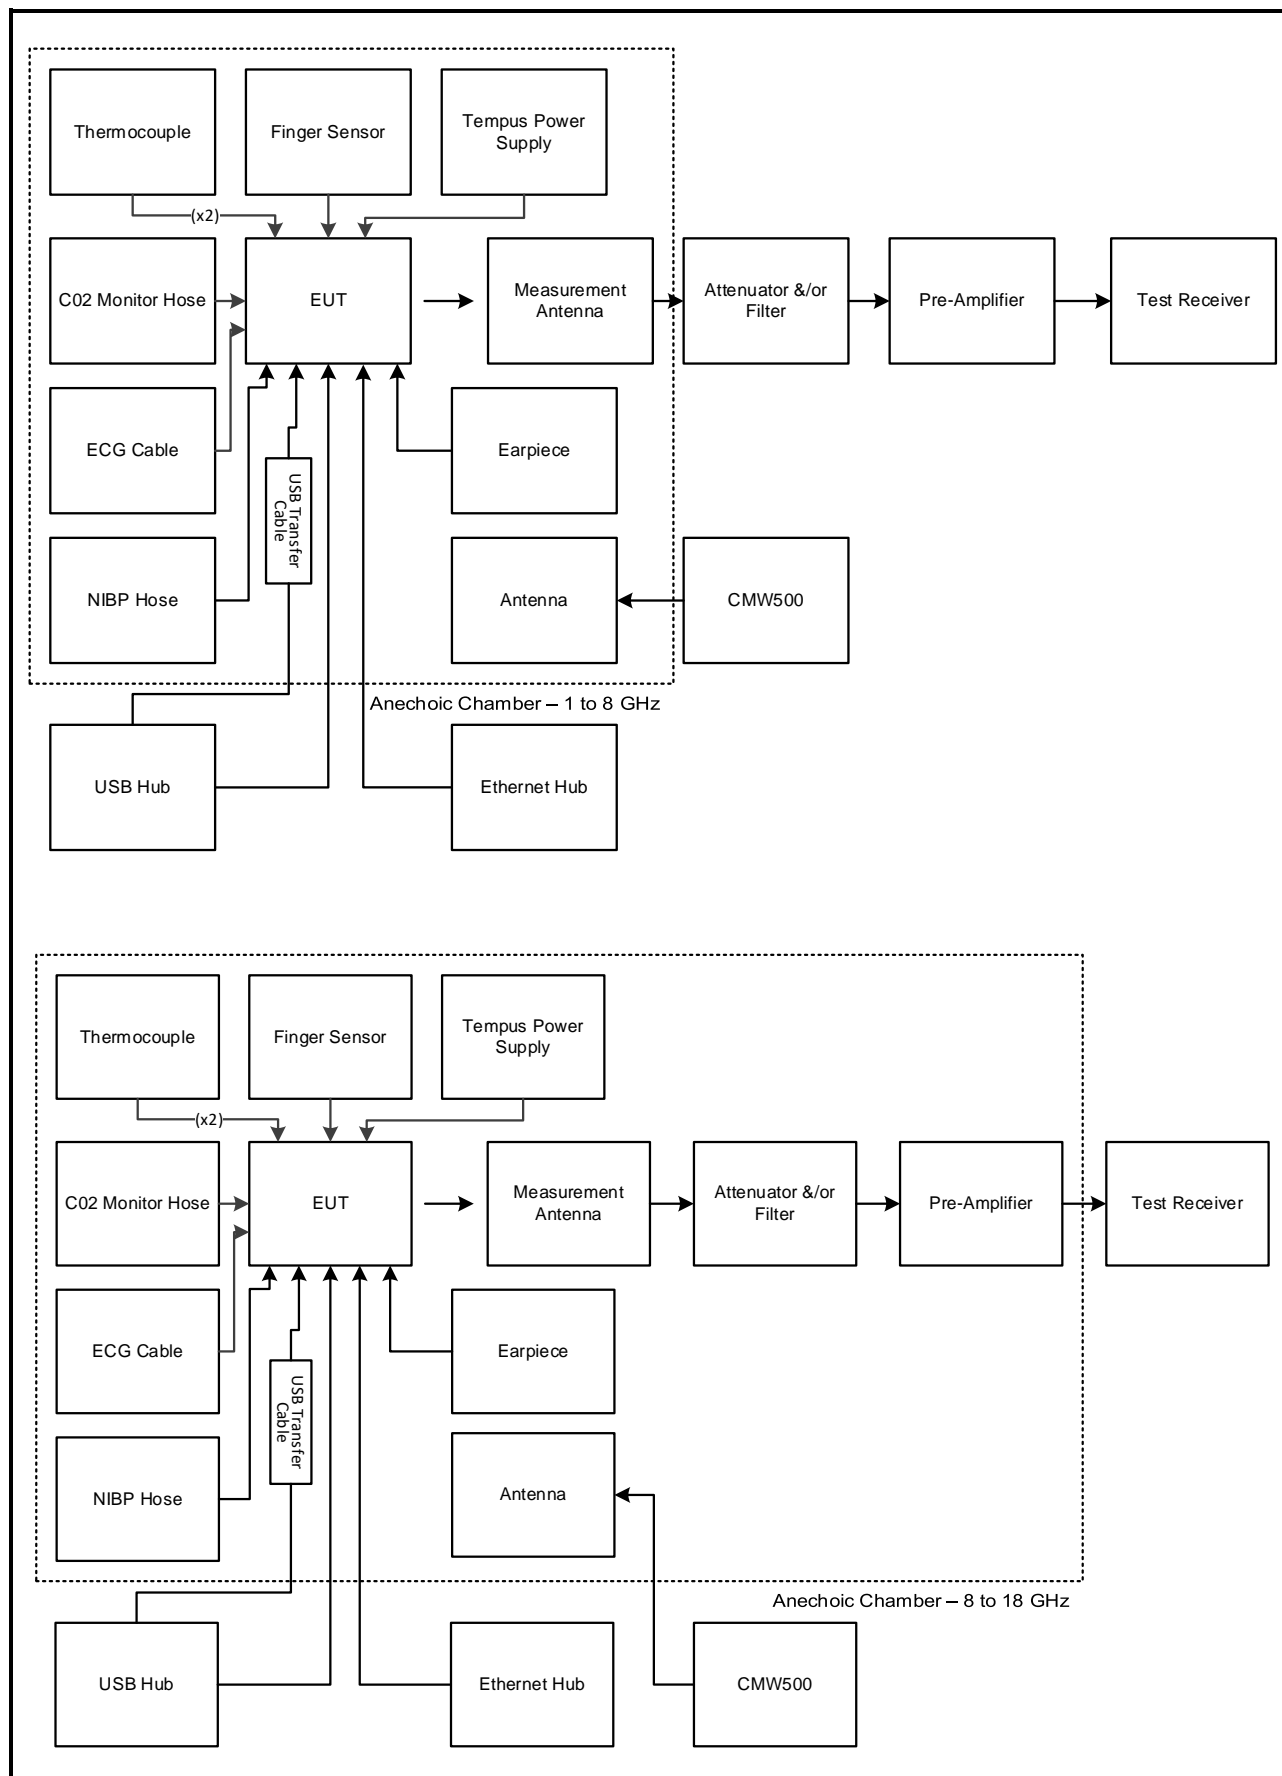 Thermocouple
Finger Sensor
Tempus Power
Supply
(x2)
C02 Monitor Hose
EUT
Measurement
Antenna
Attenuator &/or
Filter
Pre-Amplifier
Test Receiver
ECG Cable
USB Transfer
Cable
Earpiece
NIBP Hose
Antenna
CMW500
Anechoic Chamber – 1 to 8 GHz
USB Hub
Ethernet Hub
Thermocouple
Finger Sensor
Tempus Power
Supply
(x2)
C02 Monitor Hose
EUT
Measurement
Antenna
Attenuator &/or
Filter
Pre-Amplifier
Test Receiver
ECG Cable
USB Transfer
Cable
Earpiece
NIBP Hose
Antenna
Anechoic Chamber – 8 to 18 GHz
USB Hub
Ethernet Hub
CMW500